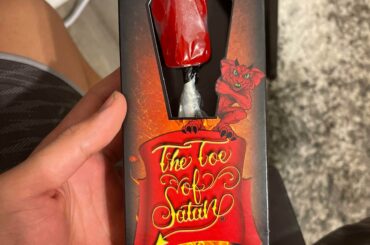 The Toe
of
Satan